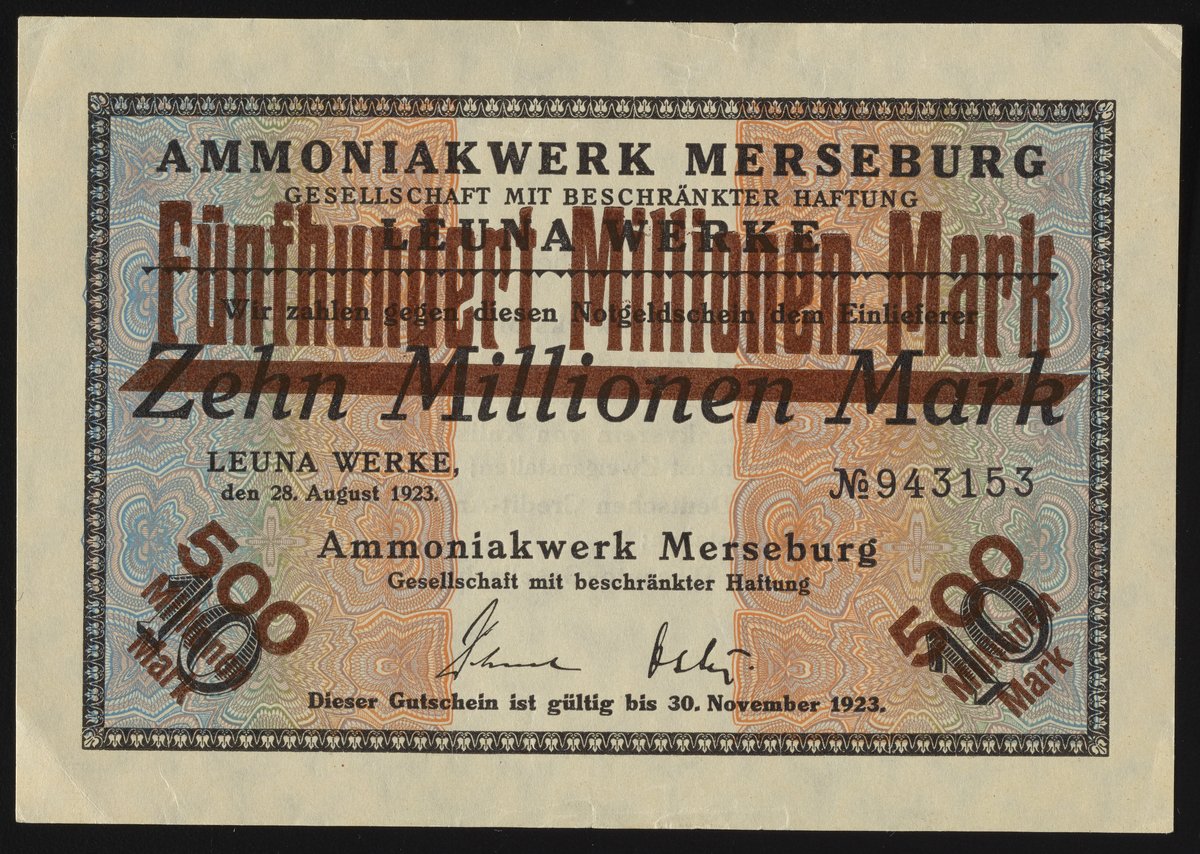 AMMONIAKWERK MERSEBURG
GESELLSCHAFT MIT BESCHRÄNKTER HAFTUNG
LEUNA WERKE
Fünfhundert Millionen Mark
Wir zahlen gegen diesen Notgeldschein dem Einlieferer
Zehn Millionen Mark
LEUNA WERKE,
den 28. August 1923.
№ 943153
Ammoniakwerk Merseburg
Gesellschaft mit beschränkter Haftung
500
Millionen
Mark
10
500
Millionen
Mark
10
Dieser Gutschein ist gültig bis 30. November 1923.